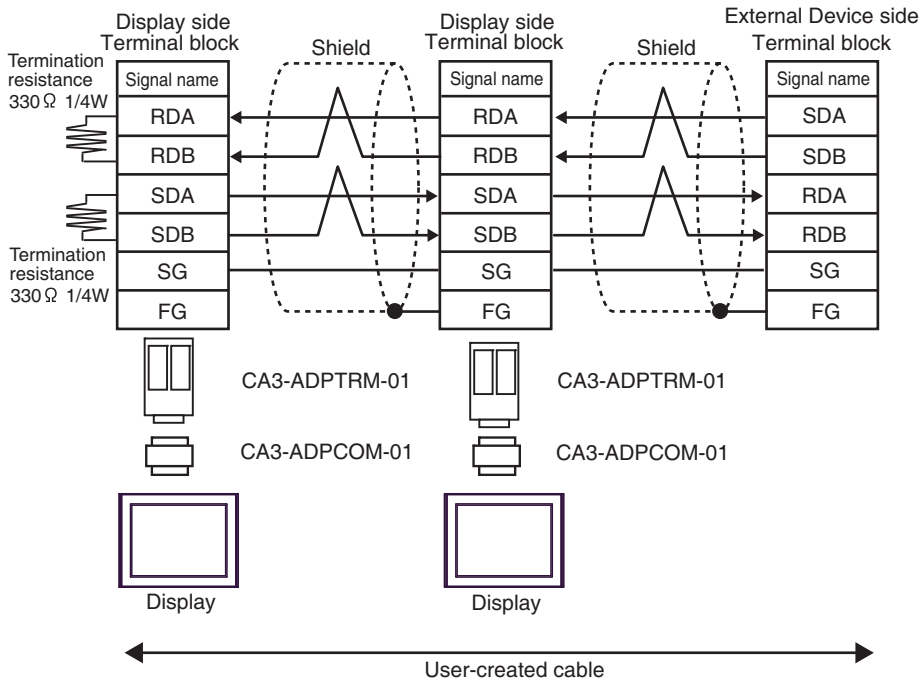 Display side
Terminal block
Display side
Terminal block
External Device side
Terminal block
Termination
resistance
330 Ω 1/4W
Shield
Shield
Signal name
Signal name
Signal name
RDA
RDA
SDA
RDB
RDB
SDB
SDA
SDA
RDA
SDB
SDB
RDB
SG
SG
SG
FG
FG
FG
Termination
resistance
330 Ω 1/4W
CA3-ADPTRM-01
CA3-ADPTRM-01
CA3-ADPCOM-01
CA3-ADPCOM-01
Display
Display
User-created cable